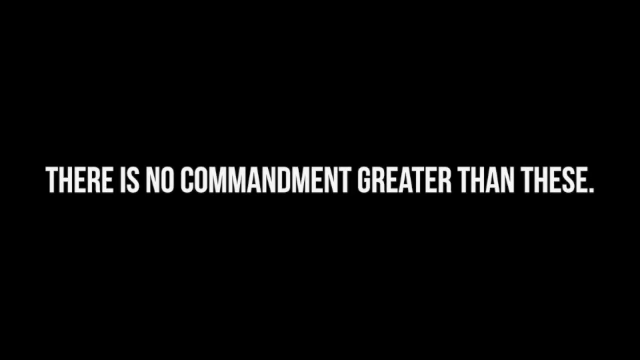 THERE IS NO COMMANDMENT GREATER THAN THESE.